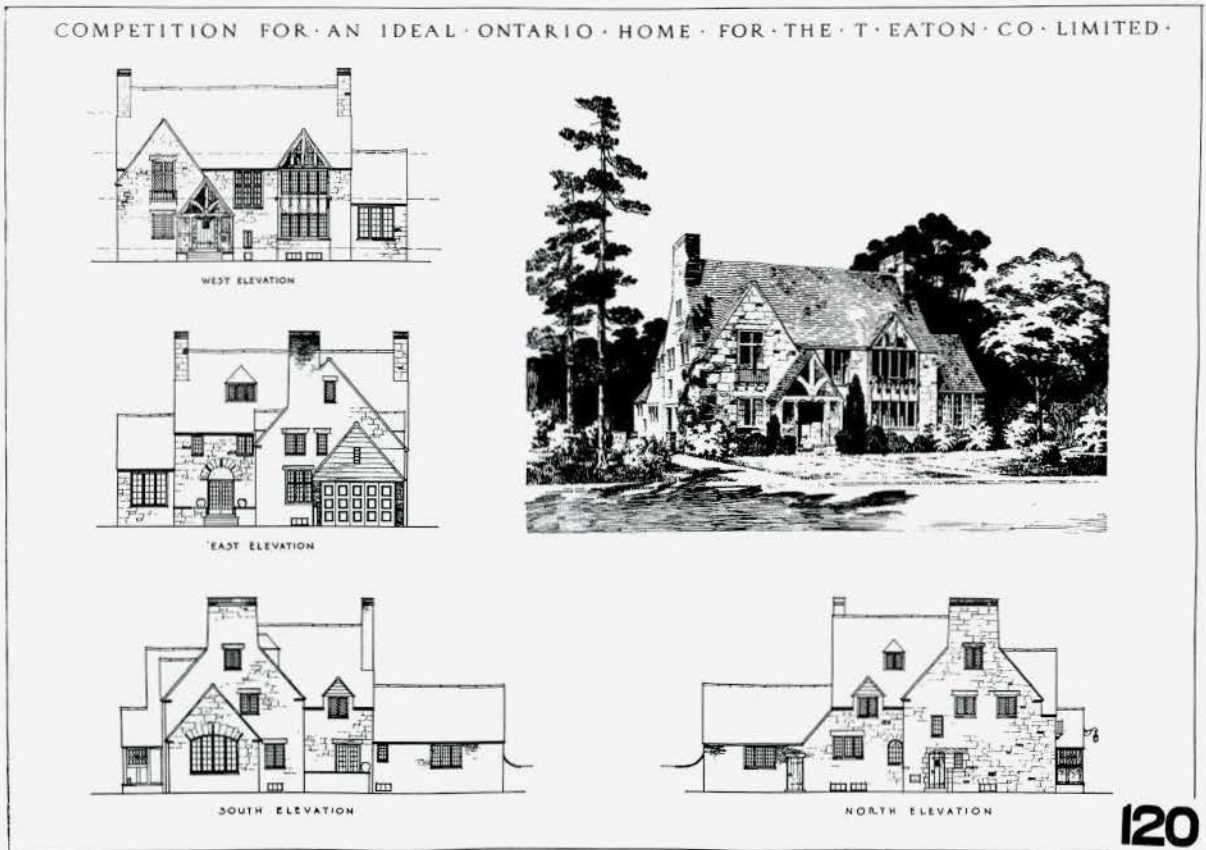 COMPETITION FOR·AN IDEAL·ONTARIO·HOME·FOR·THE·T·EATON·CO·LIMITED·
WEST ELEVATION
EAST ELEVATION
SOUTH ELEVATION
NORTH ELEVATION
120